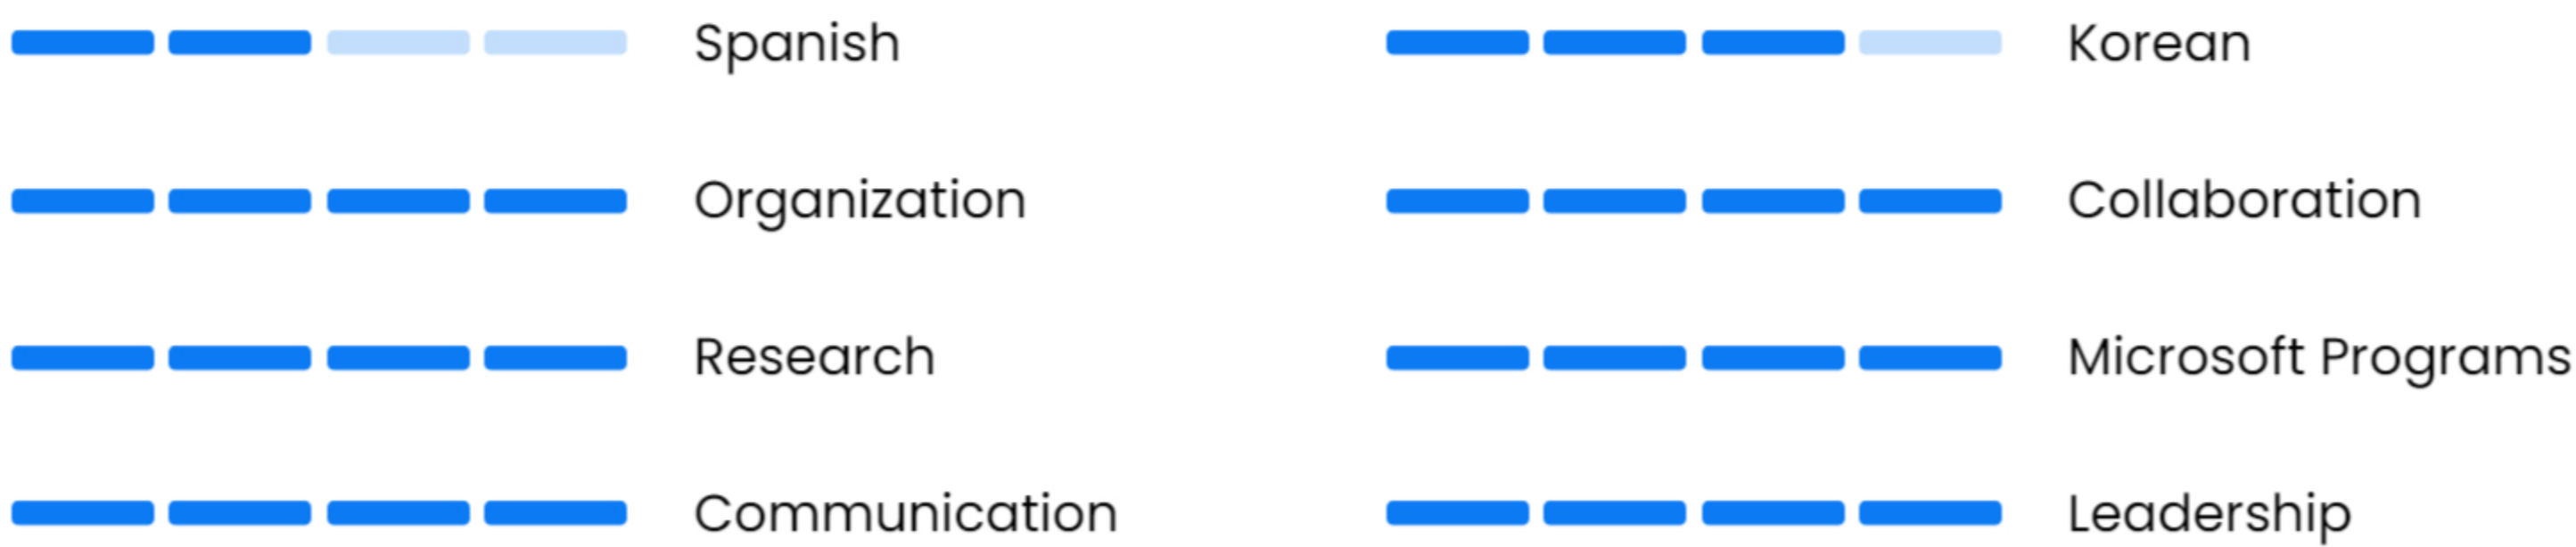 Spanish
Korean
Organization
Collaboration
Research
Microsoft Programs
Communication
Leadership